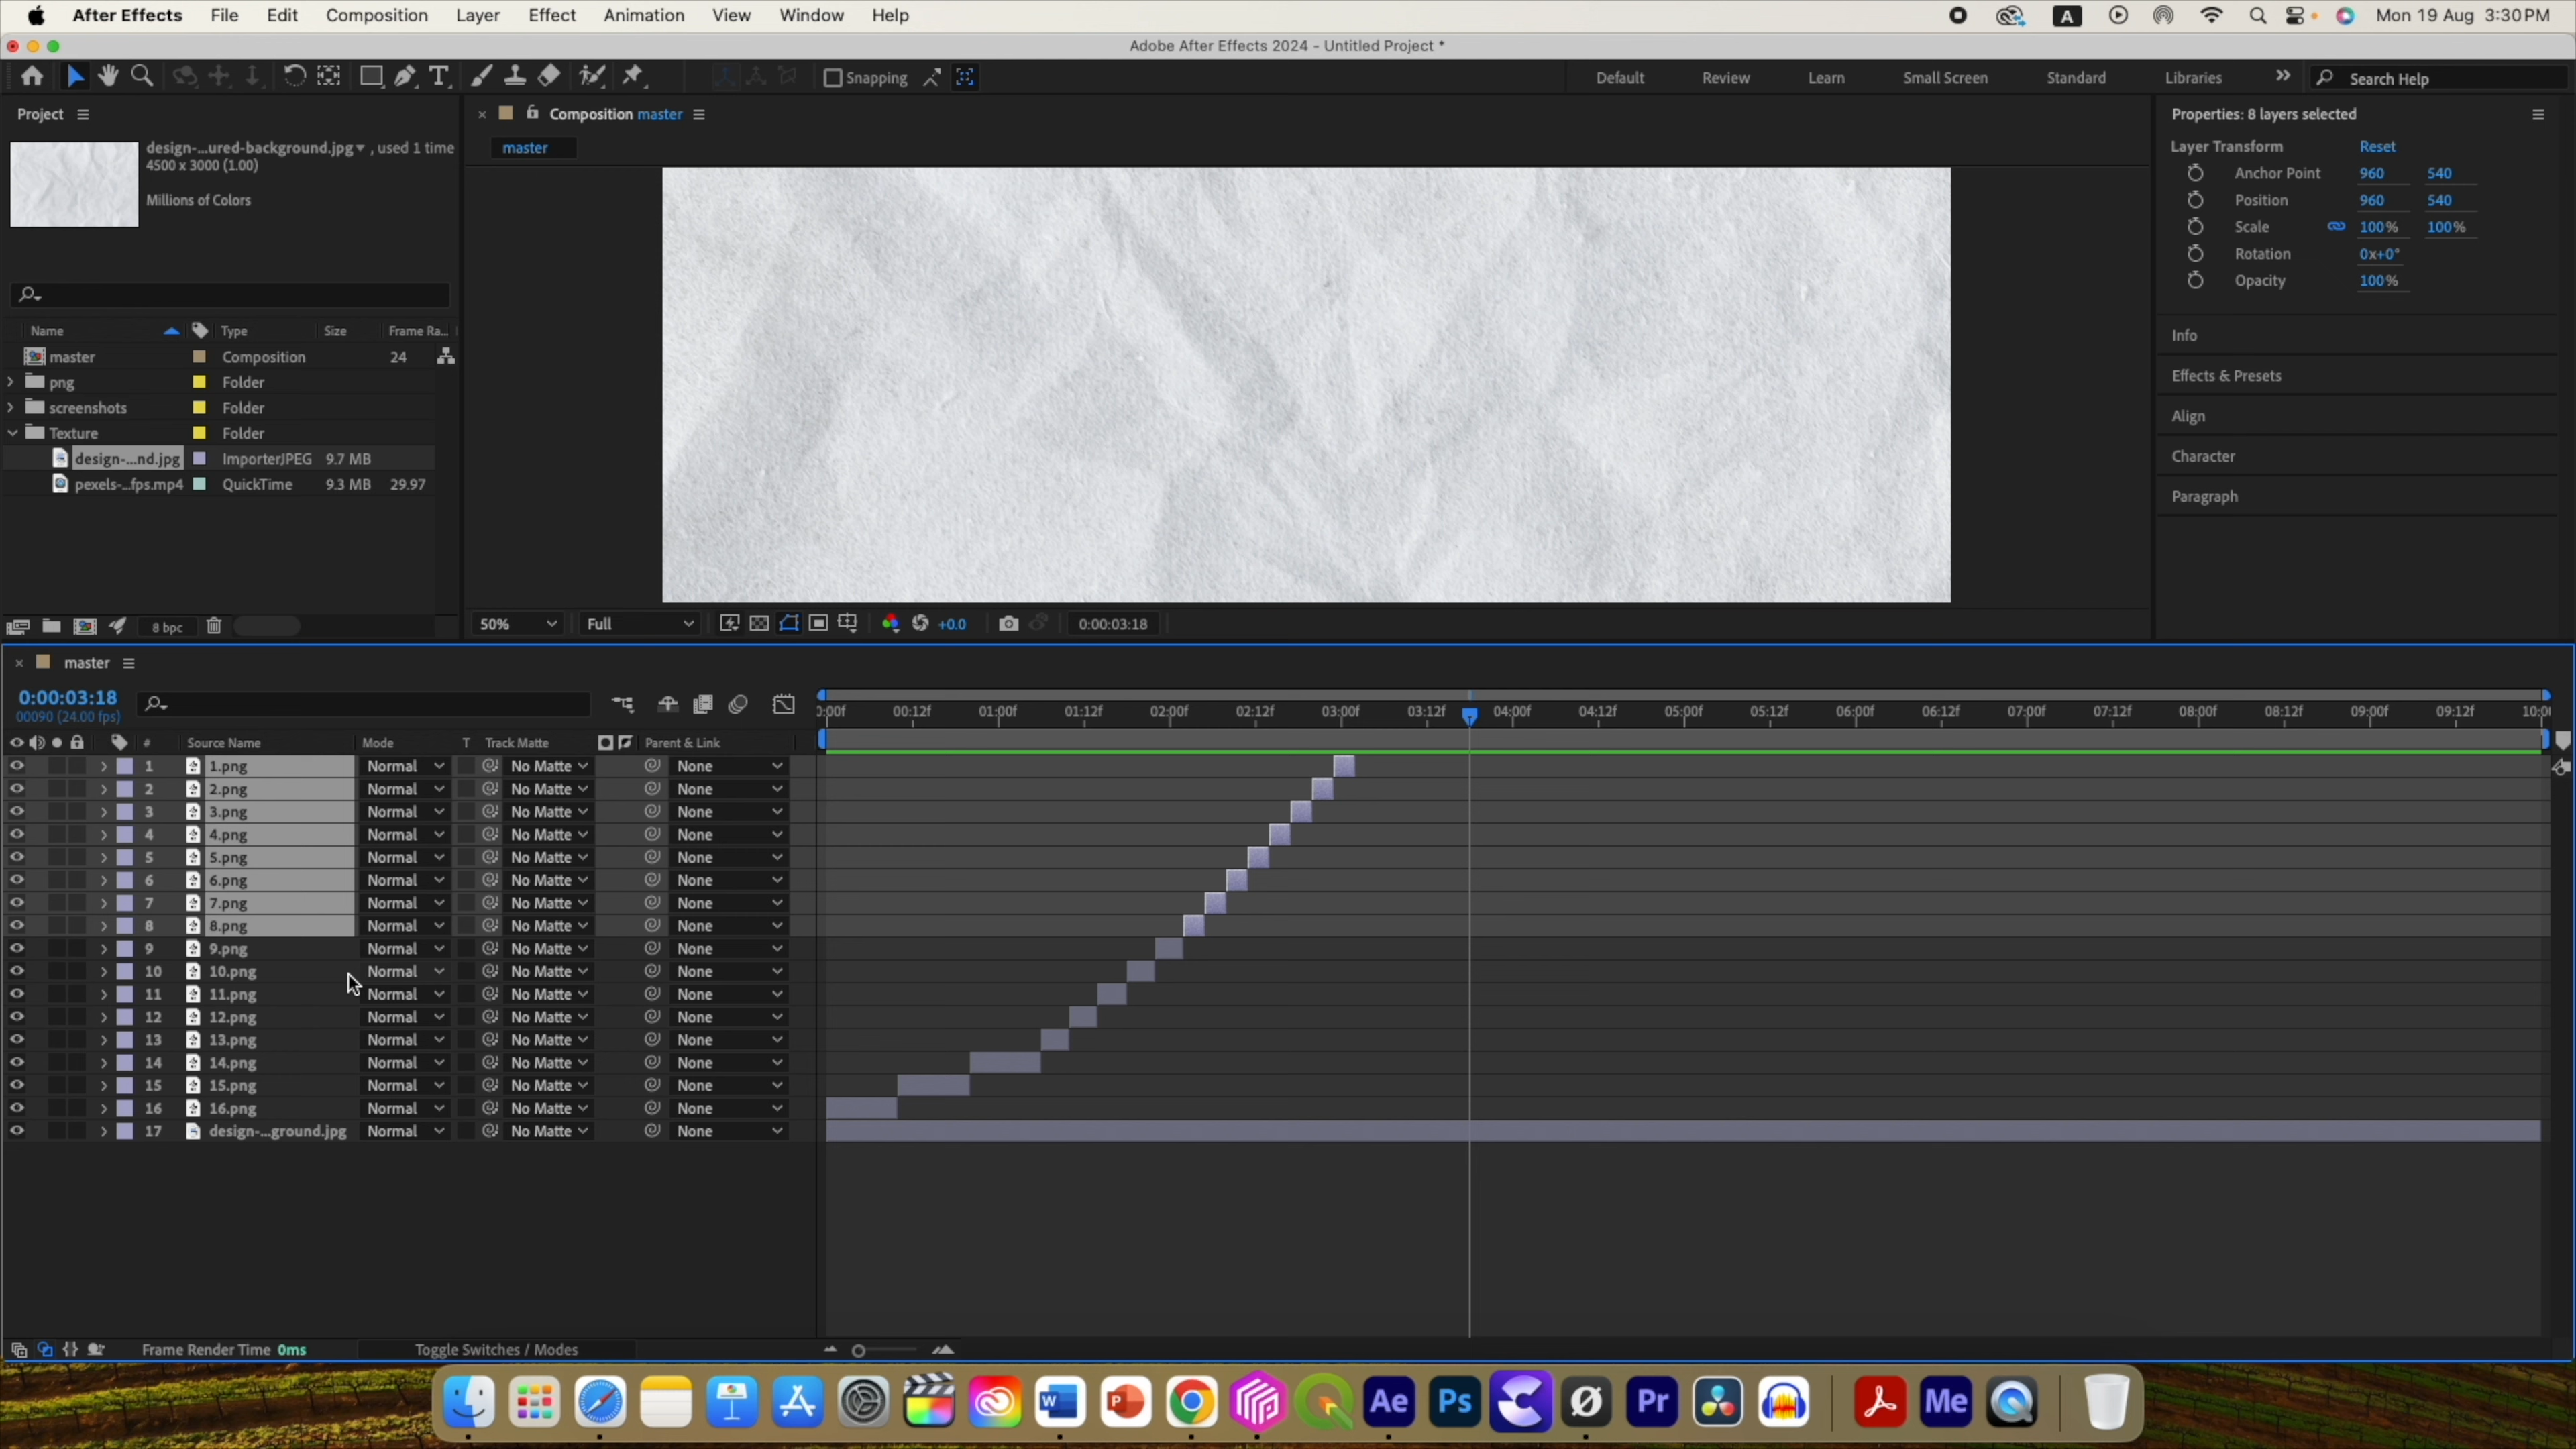 After Effects File Edit Composition Layer Effect Animation View Window Help A Mon 19 Aug 3:30PM
Adobe After Effects 2024 - Untitled Project *
T Snapping Default Review Learn Small Screen Standard Libraries Search Help
Project
design-...ured-background.jpg , used 1 time
4500 x 3000 (1.00)
Millions of Colors
Name Type Size Frame Ra...
master Composition 24
png Folder
screenshots Folder
Texture Folder
design-...nd.jpg ImporterJPEG 9.7 MB
pexels-...fps.mp4 QuickTime 9.3 MB 29.97
8 bpc
Composition master
master
50% Full +0.0 0:00:03:18
Properties: 8 layers selected
Layer Transform Reset
Anchor Point 960 540
Position 960 540
Scale 100% 100%
Rotation 0x+0°
Opacity 100%
Info
Effects & Presets
Align
Character
Paragraph
master
0:00:03:18
00090 (24.00 fps)
0:00f 00:12f 01:00f 01:12f 02:00f 02:12f 03:00f 03:12f 04:00f 04:12f 05:00f 05:12f 06:00f 06:12f 07:00f 07:12f 08:00f 08:12f 09:00f 09:12f 10:00
# Source Name Mode T Track Matte Parent & Link
1 1.png Normal No Matte None
2 2.png Normal No Matte None
3 3.png Normal No Matte None
4 4.png Normal No Matte None
5 5.png Normal No Matte None
6 6.png Normal No Matte None
7 7.png Normal No Matte None
8 8.png Normal No Matte None
9 9.png Normal No Matte None
10 10.png Normal No Matte None
11 11.png Normal No Matte None
12 12.png Normal No Matte None
13 13.png Normal No Matte None
14 14.png Normal No Matte None
15 15.png Normal No Matte None
16 16.png Normal No Matte None
17 design-...ground.jpg Normal No Matte None
Frame Render Time 0ms Toggle Switches / Modes
W P Ae Ps Pr Me